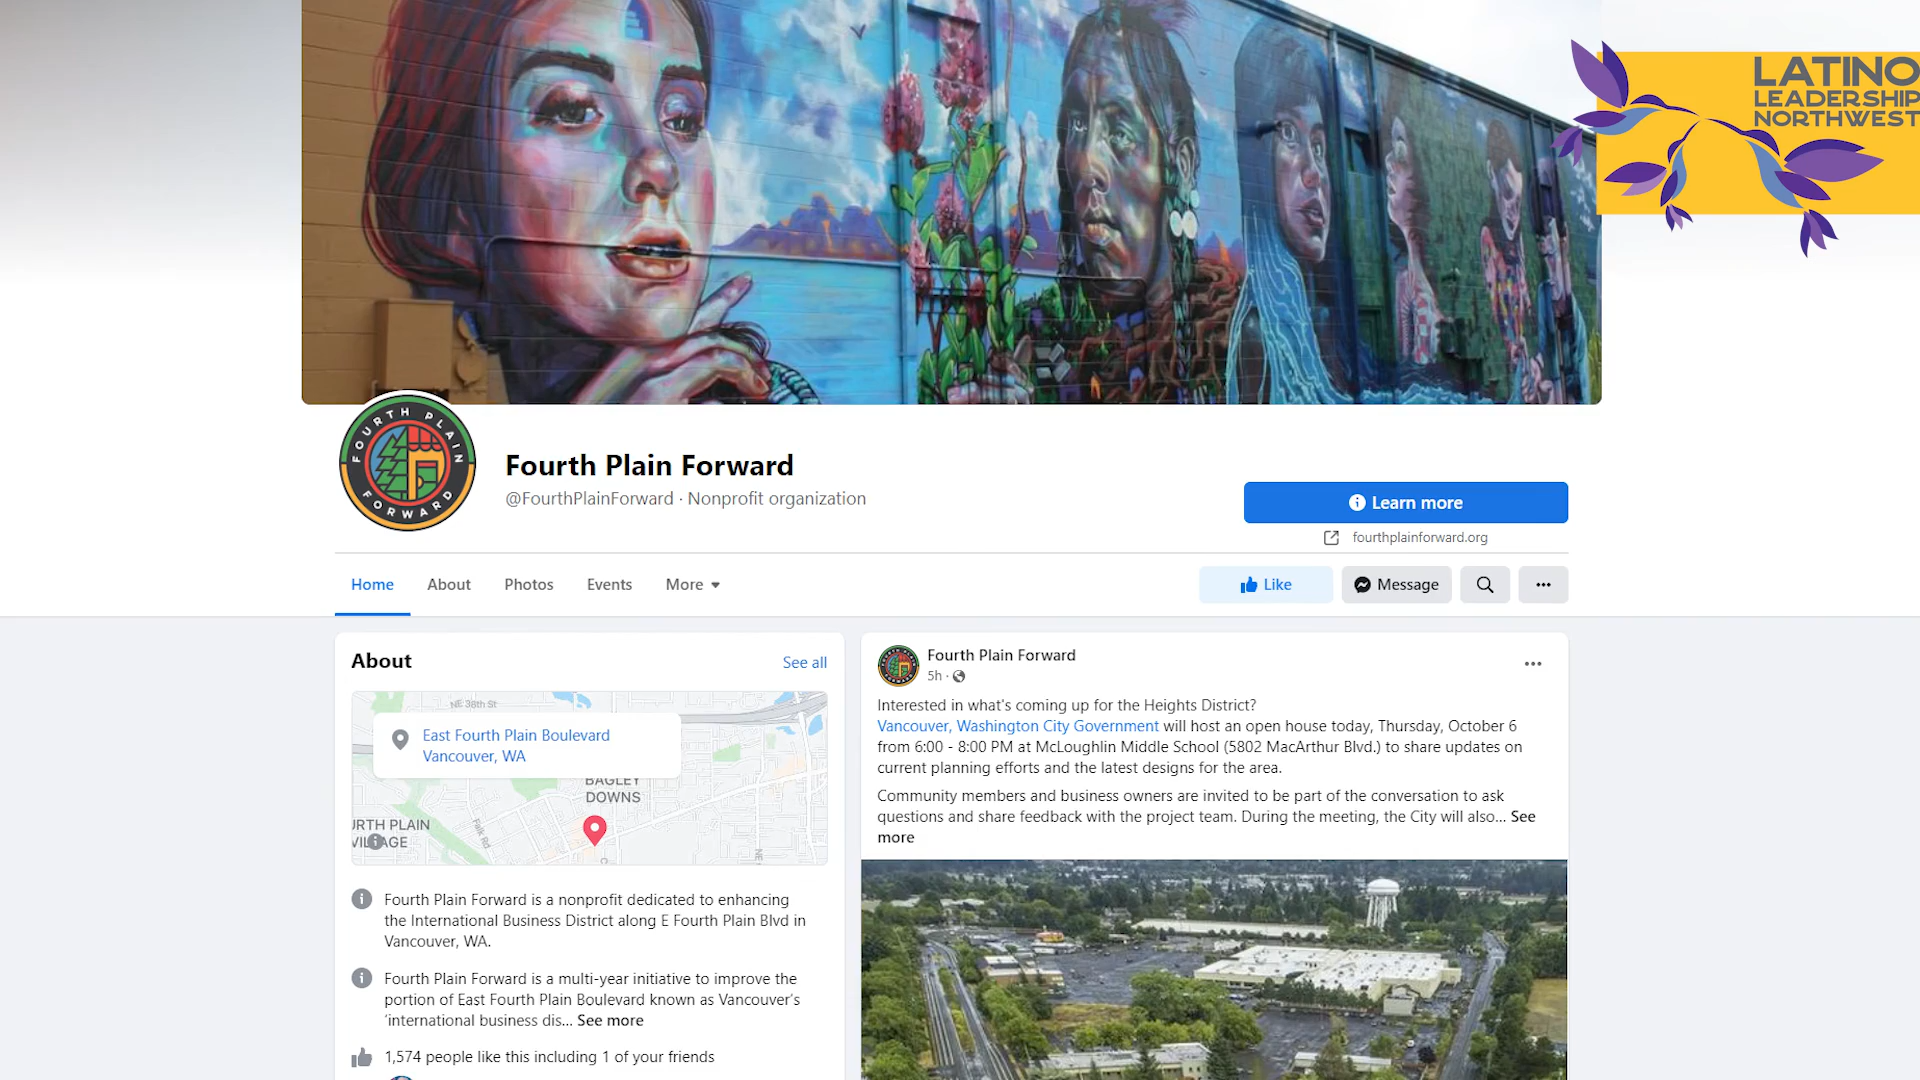 LATINO
LEADERSHIP
NORTHWEST
FOURTH PLAIN
FORWARD
Fourth Plain Forward
@FourthPlainForward · Nonprofit organization
Learn more
fourthplainforward.org
Home
About
Photos
Events
More
Like
Message
About
See all
NE 38th St
East Fourth Plain Boulevard
Vancouver, WA
BAGLEY
DOWNS
URTH PLAIN
VILLAGE
Falk Rd
NE
Fourth Plain Forward is a nonprofit dedicated to enhancing
the International Business District along E Fourth Plain Blvd in
Vancouver, WA.
Fourth Plain Forward is a multi-year initiative to improve the
portion of East Fourth Plain Boulevard known as Vancouver's
'international business dis... See more
1,574 people like this including 1 of your friends
Fourth Plain Forward
5h ·
Interested in what's coming up for the Heights District?
Vancouver, Washington City Government will host an open house today, Thursday, October 6
from 6:00 - 8:00 PM at McLoughlin Middle School (5802 MacArthur Blvd.) to share updates on
current planning efforts and the latest designs for the area.
Community members and business owners are invited to be part of the conversation to ask
questions and share feedback with the project team. During the meeting, the City will also... See
more